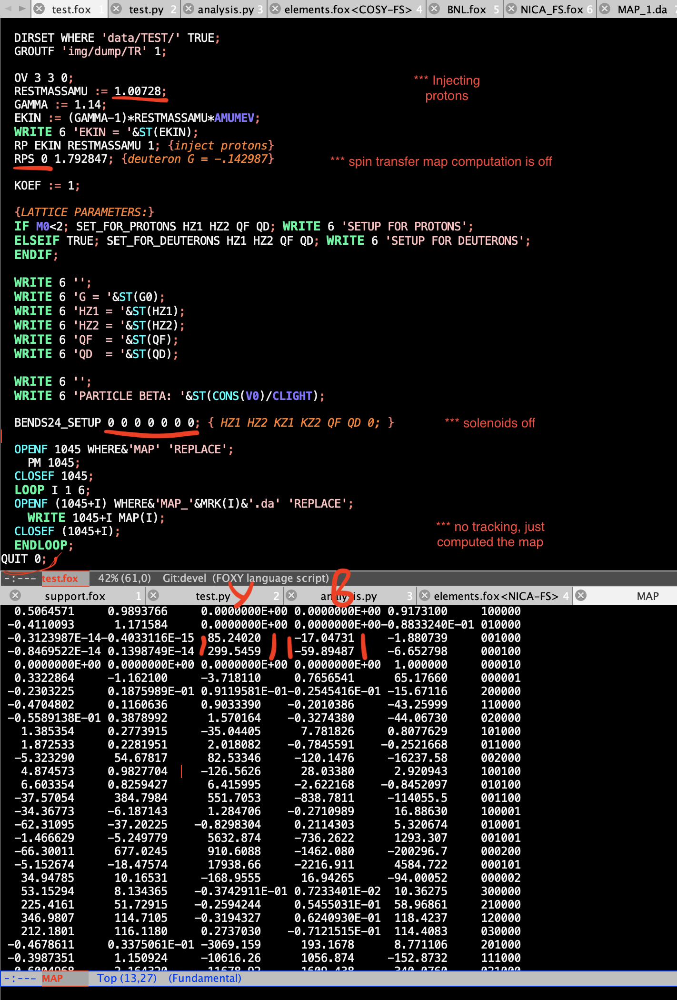 test.fox 1 test.py 2 analysis.py 3 elements.fox<COSY-FS> 4 BNL.fox 5 NICA_FS.fox 6 MAP_1.da
DIRSET WHERE 'data/TEST/' TRUE;
GROUTF 'img/dump/TR' 1;
OV 3 3 0;
*** Injecting
protons
RESTMASSAMU := 1.00728;
GAMMA := 1.14;
EKIN := (GAMMA-1)*RESTMASSAMU*AMUMEV;
WRITE 6 'EKIN = '&ST(EKIN);
RP EKIN RESTMASSAMU 1; {inject protons}
RPS 0 1.792847; {deuteron G = -.142987}
*** spin transfer map computation is off
KOEF := 1;
{LATTICE PARAMETERS:}
IF M0<2; SET_FOR_PROTONS HZ1 HZ2 QF QD; WRITE 6 'SETUP FOR PROTONS';
ELSEIF TRUE; SET_FOR_DEUTERONS HZ1 HZ2 QF QD; WRITE 6 'SETUP FOR DEUTERONS';
ENDIF;
WRITE 6 '';
WRITE 6 'G = '&ST(G0);
WRITE 6 'HZ1 = '&ST(HZ1);
WRITE 6 'HZ2 = '&ST(HZ2);
WRITE 6 'QF  = '&ST(QF);
WRITE 6 'QD  = '&ST(QD);
WRITE 6 '';
WRITE 6 'PARTICLE BETA: '&ST(CONS(V0)/CLIGHT);
BENDS24_SETUP 0 0 0 0 0 0 0; { HZ1 HZ2 KZ1 KZ2 QF QD 0; }
*** solenoids off
OPENF 1045 WHERE&'MAP' 'REPLACE';
PM 1045;
CLOSEF 1045;
LOOP I 1 6;
OPENF (1045+I) WHERE&'MAP_'&MRK(I)&'.da' 'REPLACE';
WRITE 1045+I MAP(I);
CLOSEF (1045+I);
*** no tracking, just
computed the map
ENDLOOP;
QUIT 0;
-:--- test.fox 42% (61,0) Git:devel (FOXY language script)
Y B
support.fox 1 test.py 2 analysis.py 3 elements.fox<NICA-FS> 4 MAP
0.5064571 0.9893766 0.0000000E+00 0.0000000E+00 0.9173100 100000
-0.4110093 1.171584 0.0000000E+00 0.0000000E+00-0.8833240E-01 010000
-0.3123987E-14-0.4033116E-15 85.24020 -17.04731 -1.880739 001000
-0.8469522E-14 0.1398749E-14 299.5459 -59.89487 -6.652798 000100
0.0000000E+00 0.0000000E+00 0.0000000E+00 0.0000000E+00 1.000000 000010
0.3322864 -1.162100 -3.718110 0.7656541 65.17660 000001
-0.2303225 0.1875989E-01 0.9119581E-01-0.2545416E-01 -15.67116 200000
-0.4704802 0.1160636 0.9033390 -0.2010386 -43.25999 110000
-0.5589138E-01 0.3878992 1.570164 -0.3274380 -44.06730 020000
1.385354 0.2773915 -35.04405 7.781826 0.8077629 101000
1.872533 0.2281951 2.018082 -0.7845591 -0.2521668 011000
-5.323290 54.67817 82.53346 -120.1476 -16237.58 002000
4.874573 0.9827704 -126.5626 28.03380 2.920943 100100
6.603354 0.8259427 6.415995 -2.622168 -0.8452097 010100
-37.57054 384.7984 551.7053 -838.7811 -114055.5 001100
-34.36773 -6.187143 1.284706 -0.2710989 16.88630 100001
-62.31095 -37.20225 -0.8298304 0.2114303 5.320674 010001
-1.466629 -5.249779 5632.874 -736.2622 1293.307 001001
-66.30011 677.0245 910.6088 -1462.080 -200296.7 000200
-5.152674 -18.47574 17938.66 -2216.911 4584.722 000101
34.94785 10.16531 -168.9555 16.94265 -94.00052 000002
53.15294 8.134365 -0.3742911E-01 0.7233401E-02 10.36275 300000
225.4161 51.72915 -0.2594244 0.5455031E-01 58.96861 210000
346.9807 114.7105 -0.3194327 0.6240930E-01 118.4237 120000
212.1801 116.1180 0.2737030 -0.7121515E-01 114.4083 030000
-0.4678611 0.3375061E-01 -3069.159 193.1678 8.771106 201000
-0.3987351 1.150924 -10616.26 1056.874 -152.8732 111000
-:--- MAP Top (13,27) (Fundamental)